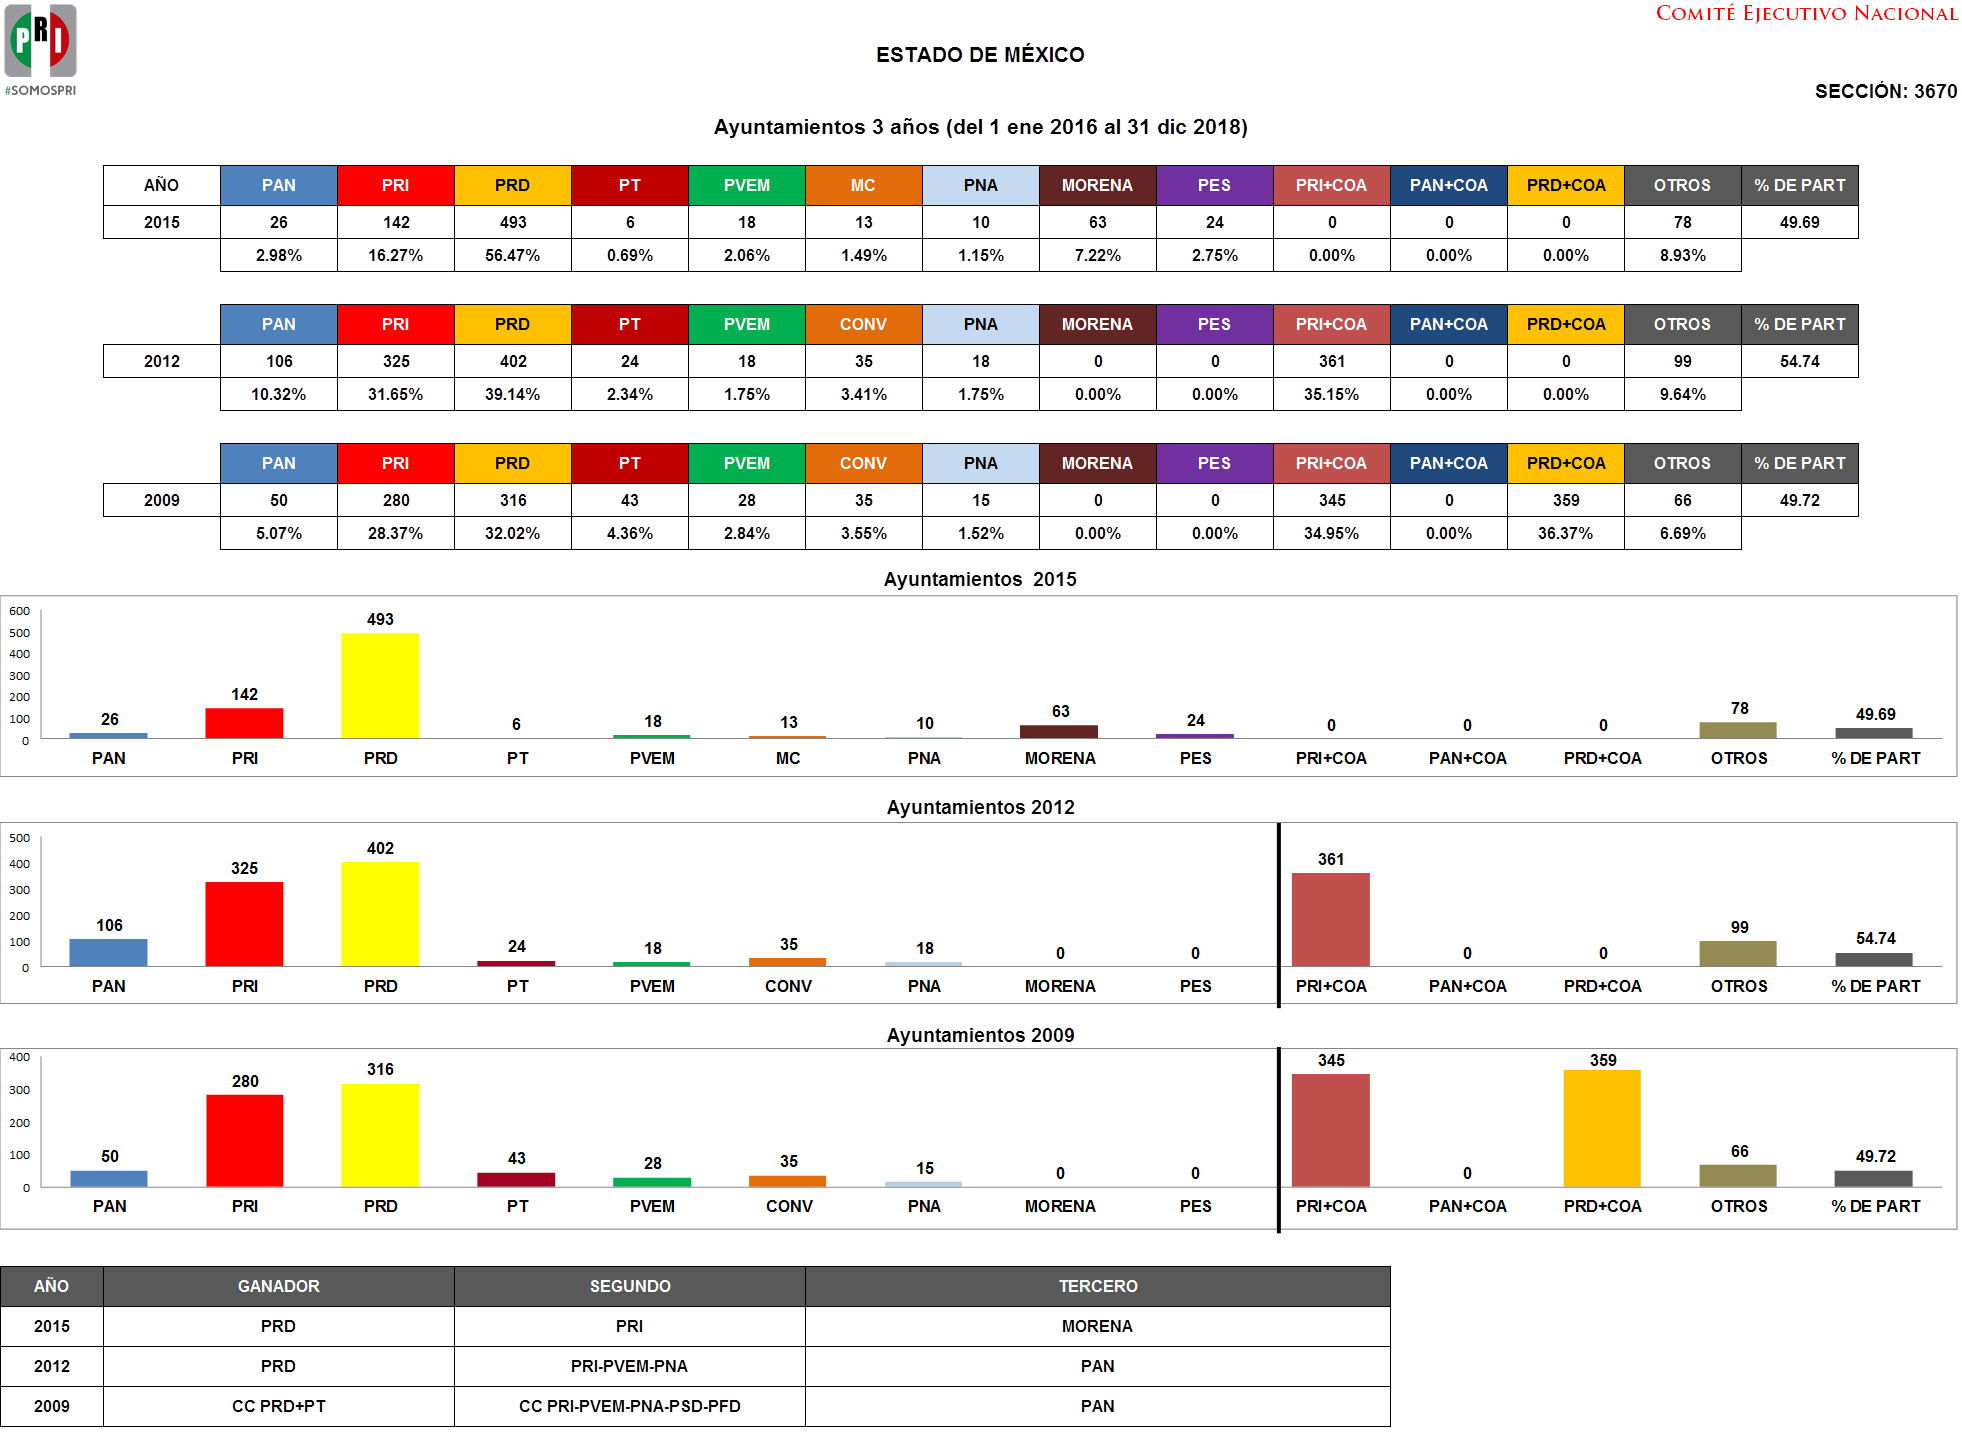 PRI
#SOMOSPRI
COMITÉ EJECUTIVO NACIONAL
ESTADO DE MÉXICO
SECCIÓN: 3670
Ayuntamientos 3 años (del 1 ene 2016 al 31 dic 2018)
AÑO PAN PRI PRD PT PVEM MC PNA MORENA PES PRI+COA PAN+COA PRD+COA OTROS % DE PART
2015 26 142 493 6 18 13 10 63 24 0 0 0 78 49.69
2.98% 16.27% 56.47% 0.69% 2.06% 1.49% 1.15% 7.22% 2.75% 0.00% 0.00% 0.00% 8.93%
PAN PRI PRD PT PVEM CONV PNA MORENA PES PRI+COA PAN+COA PRD+COA OTROS % DE PART
2012 106 325 402 24 18 35 18 0 0 361 0 0 99 54.74
10.32% 31.65% 39.14% 2.34% 1.75% 3.41% 1.75% 0.00% 0.00% 35.15% 0.00% 0.00% 9.64%
PAN PRI PRD PT PVEM CONV PNA MORENA PES PRI+COA PAN+COA PRD+COA OTROS % DE PART
2009 50 280 316 43 28 35 15 0 0 345 0 359 66 49.72
5.07% 28.37% 32.02% 4.36% 2.84% 3.55% 1.52% 0.00% 0.00% 34.95% 0.00% 36.37% 6.69%
Ayuntamientos 2015
600
500
400
300
200
100
0
26 142 493 6 18 13 10 63 24 0 0 0 78 49.69
PAN PRI PRD PT PVEM MC PNA MORENA PES PRI+COA PAN+COA PRD+COA OTROS % DE PART
Ayuntamientos 2012
500
400
300
200
100
0
106 325 402 24 18 35 18 0 0 361 0 0 99 54.74
PAN PRI PRD PT PVEM CONV PNA MORENA PES PRI+COA PAN+COA PRD+COA OTROS % DE PART
Ayuntamientos 2009
400
300
200
100
0
50 280 316 43 28 35 15 0 0 345 0 359 66 49.72
PAN PRI PRD PT PVEM CONV PNA MORENA PES PRI+COA PAN+COA PRD+COA OTROS % DE PART
AÑO GANADOR SEGUNDO TERCERO
2015 PRD PRI MORENA
2012 PRD PRI-PVEM-PNA PAN
2009 CC PRD+PT CC PRI-PVEM-PNA-PSD-PFD PAN